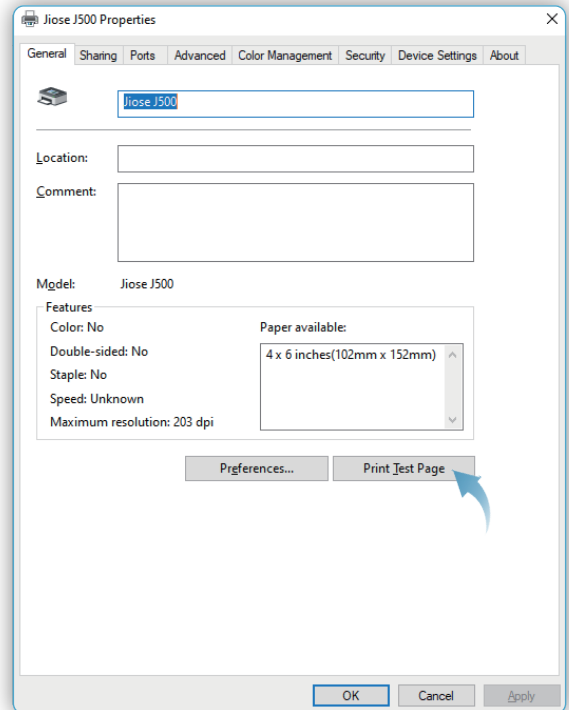 Jiose J500 Properties
General Sharing Ports Advanced Color Management Security Device Settings About
Jiose J500
Location:
Comment:
Model: Jiose J500
Features
Color: No
Double-sided: No
Staple: No
Speed: Unknown
Maximum resolution: 203 dpi
Paper available:
4 x 6 inches(102mm x 152mm)
Preferences... Print Test Page
OK Cancel Apply